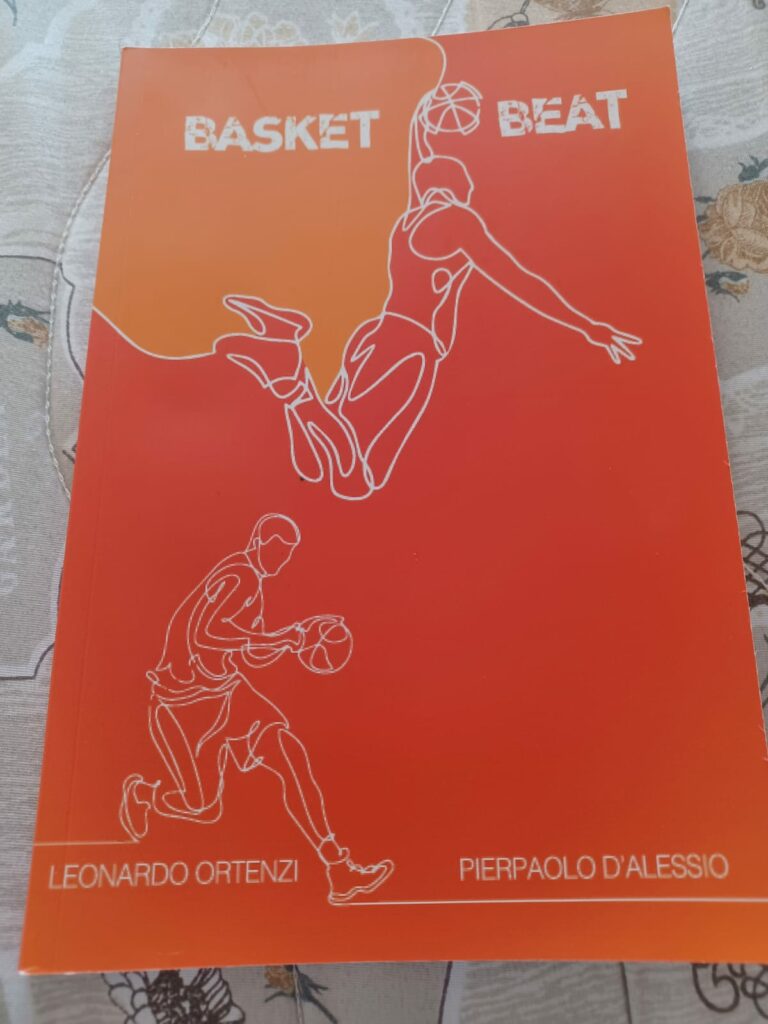 BASKET BEAT
LEONARDO ORTENZI PIERPAOLO D'ALESSIO